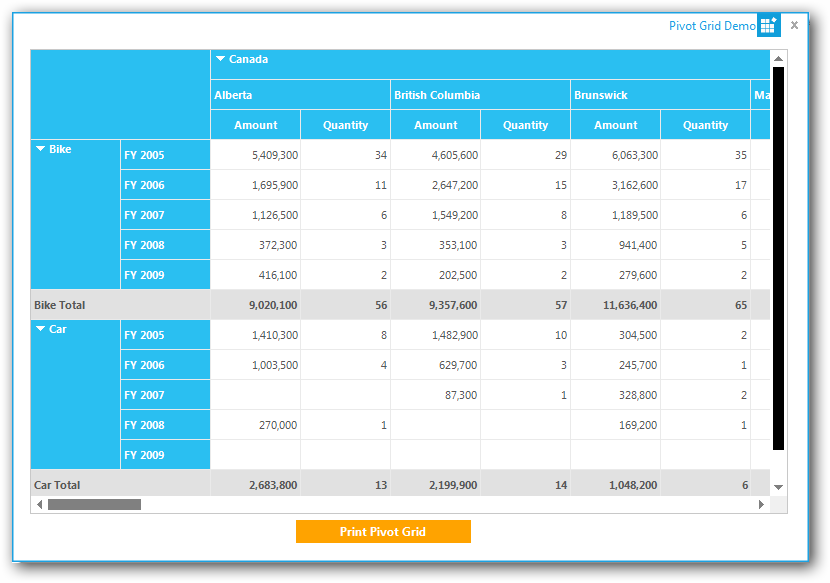 Pivot Grid Demo
Canada
Alberta British Columbia Brunswick Ma
Amount Quantity Amount Quantity Amount Quantity
Bike FY 2005 5,409,300 34 4,605,600 29 6,063,300 35
FY 2006 1,695,900 11 2,647,200 15 3,162,600 17
FY 2007 1,126,500 6 1,549,200 8 1,189,500 6
FY 2008 372,300 3 353,100 3 941,400 5
FY 2009 416,100 2 202,500 2 279,600 2
Bike Total 9,020,100 56 9,357,600 57 11,636,400 65
Car FY 2005 1,410,300 8 1,482,900 10 304,500 2
FY 2006 1,003,500 4 629,700 3 245,700 1
FY 2007 87,300 1 328,800 2
FY 2008 270,000 1 169,200 1
FY 2009
Car Total 2,683,800 13 2,199,900 14 1,048,200 6
Print Pivot Grid